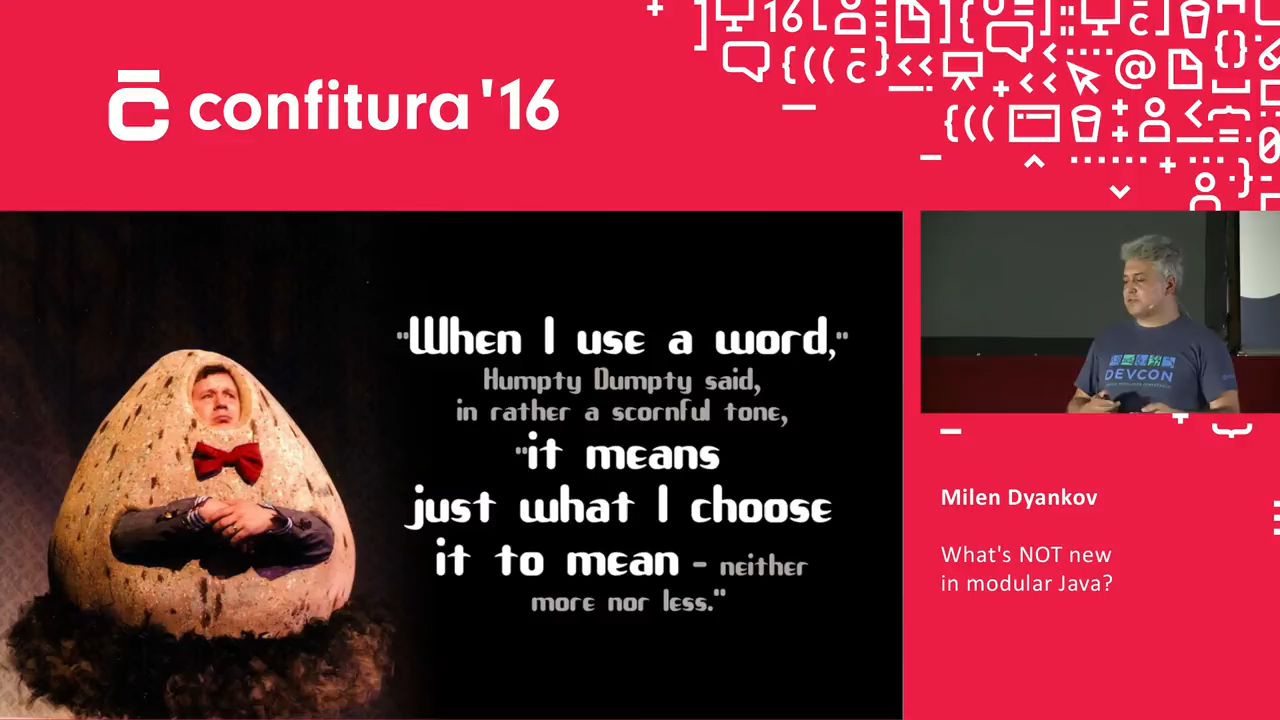 confitura '16
"When I use a word,"
Humpty Dumpty said,
in rather a scornful tone,
"it means
just what I choose
it to mean - neither
more nor less."
DEVCON
Milen Dyankov
What's NOT new
in modular Java?